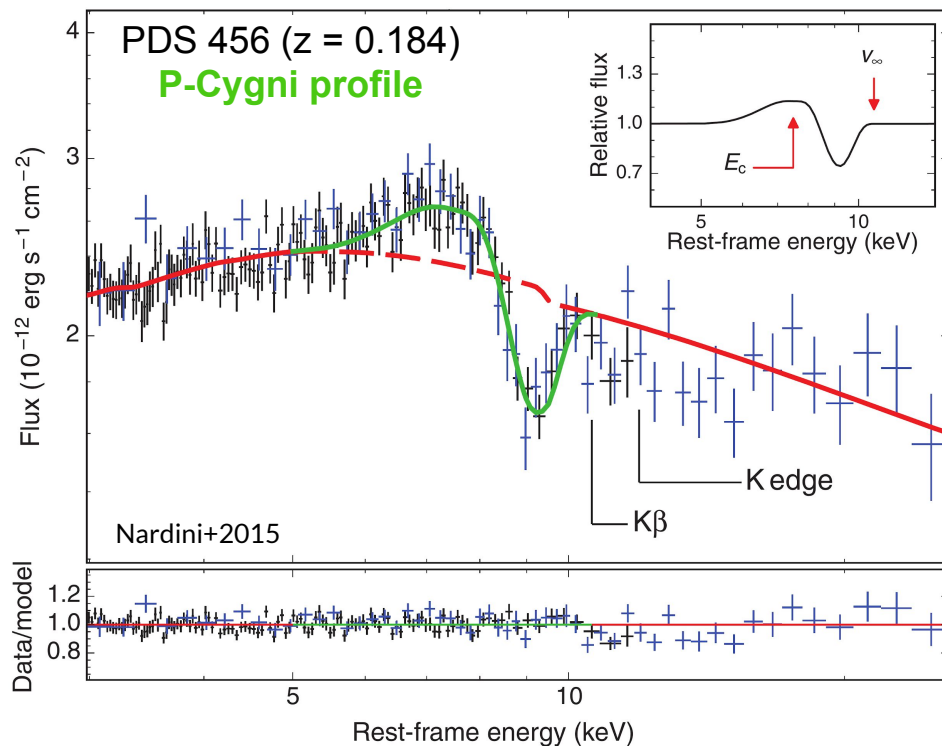 PDS 456 (z = 0.184)
P-Cygni profile
4
3
2
Flux (10⁻¹² erg s⁻¹ cm⁻²)
Relative flux
1.3
1.0
0.7
v∞
E_c
5
10
Rest-frame energy (keV)
K edge
Kβ
Nardini+2015
Data/model
1.2
1.0
0.8
5
10
Rest-frame energy (keV)